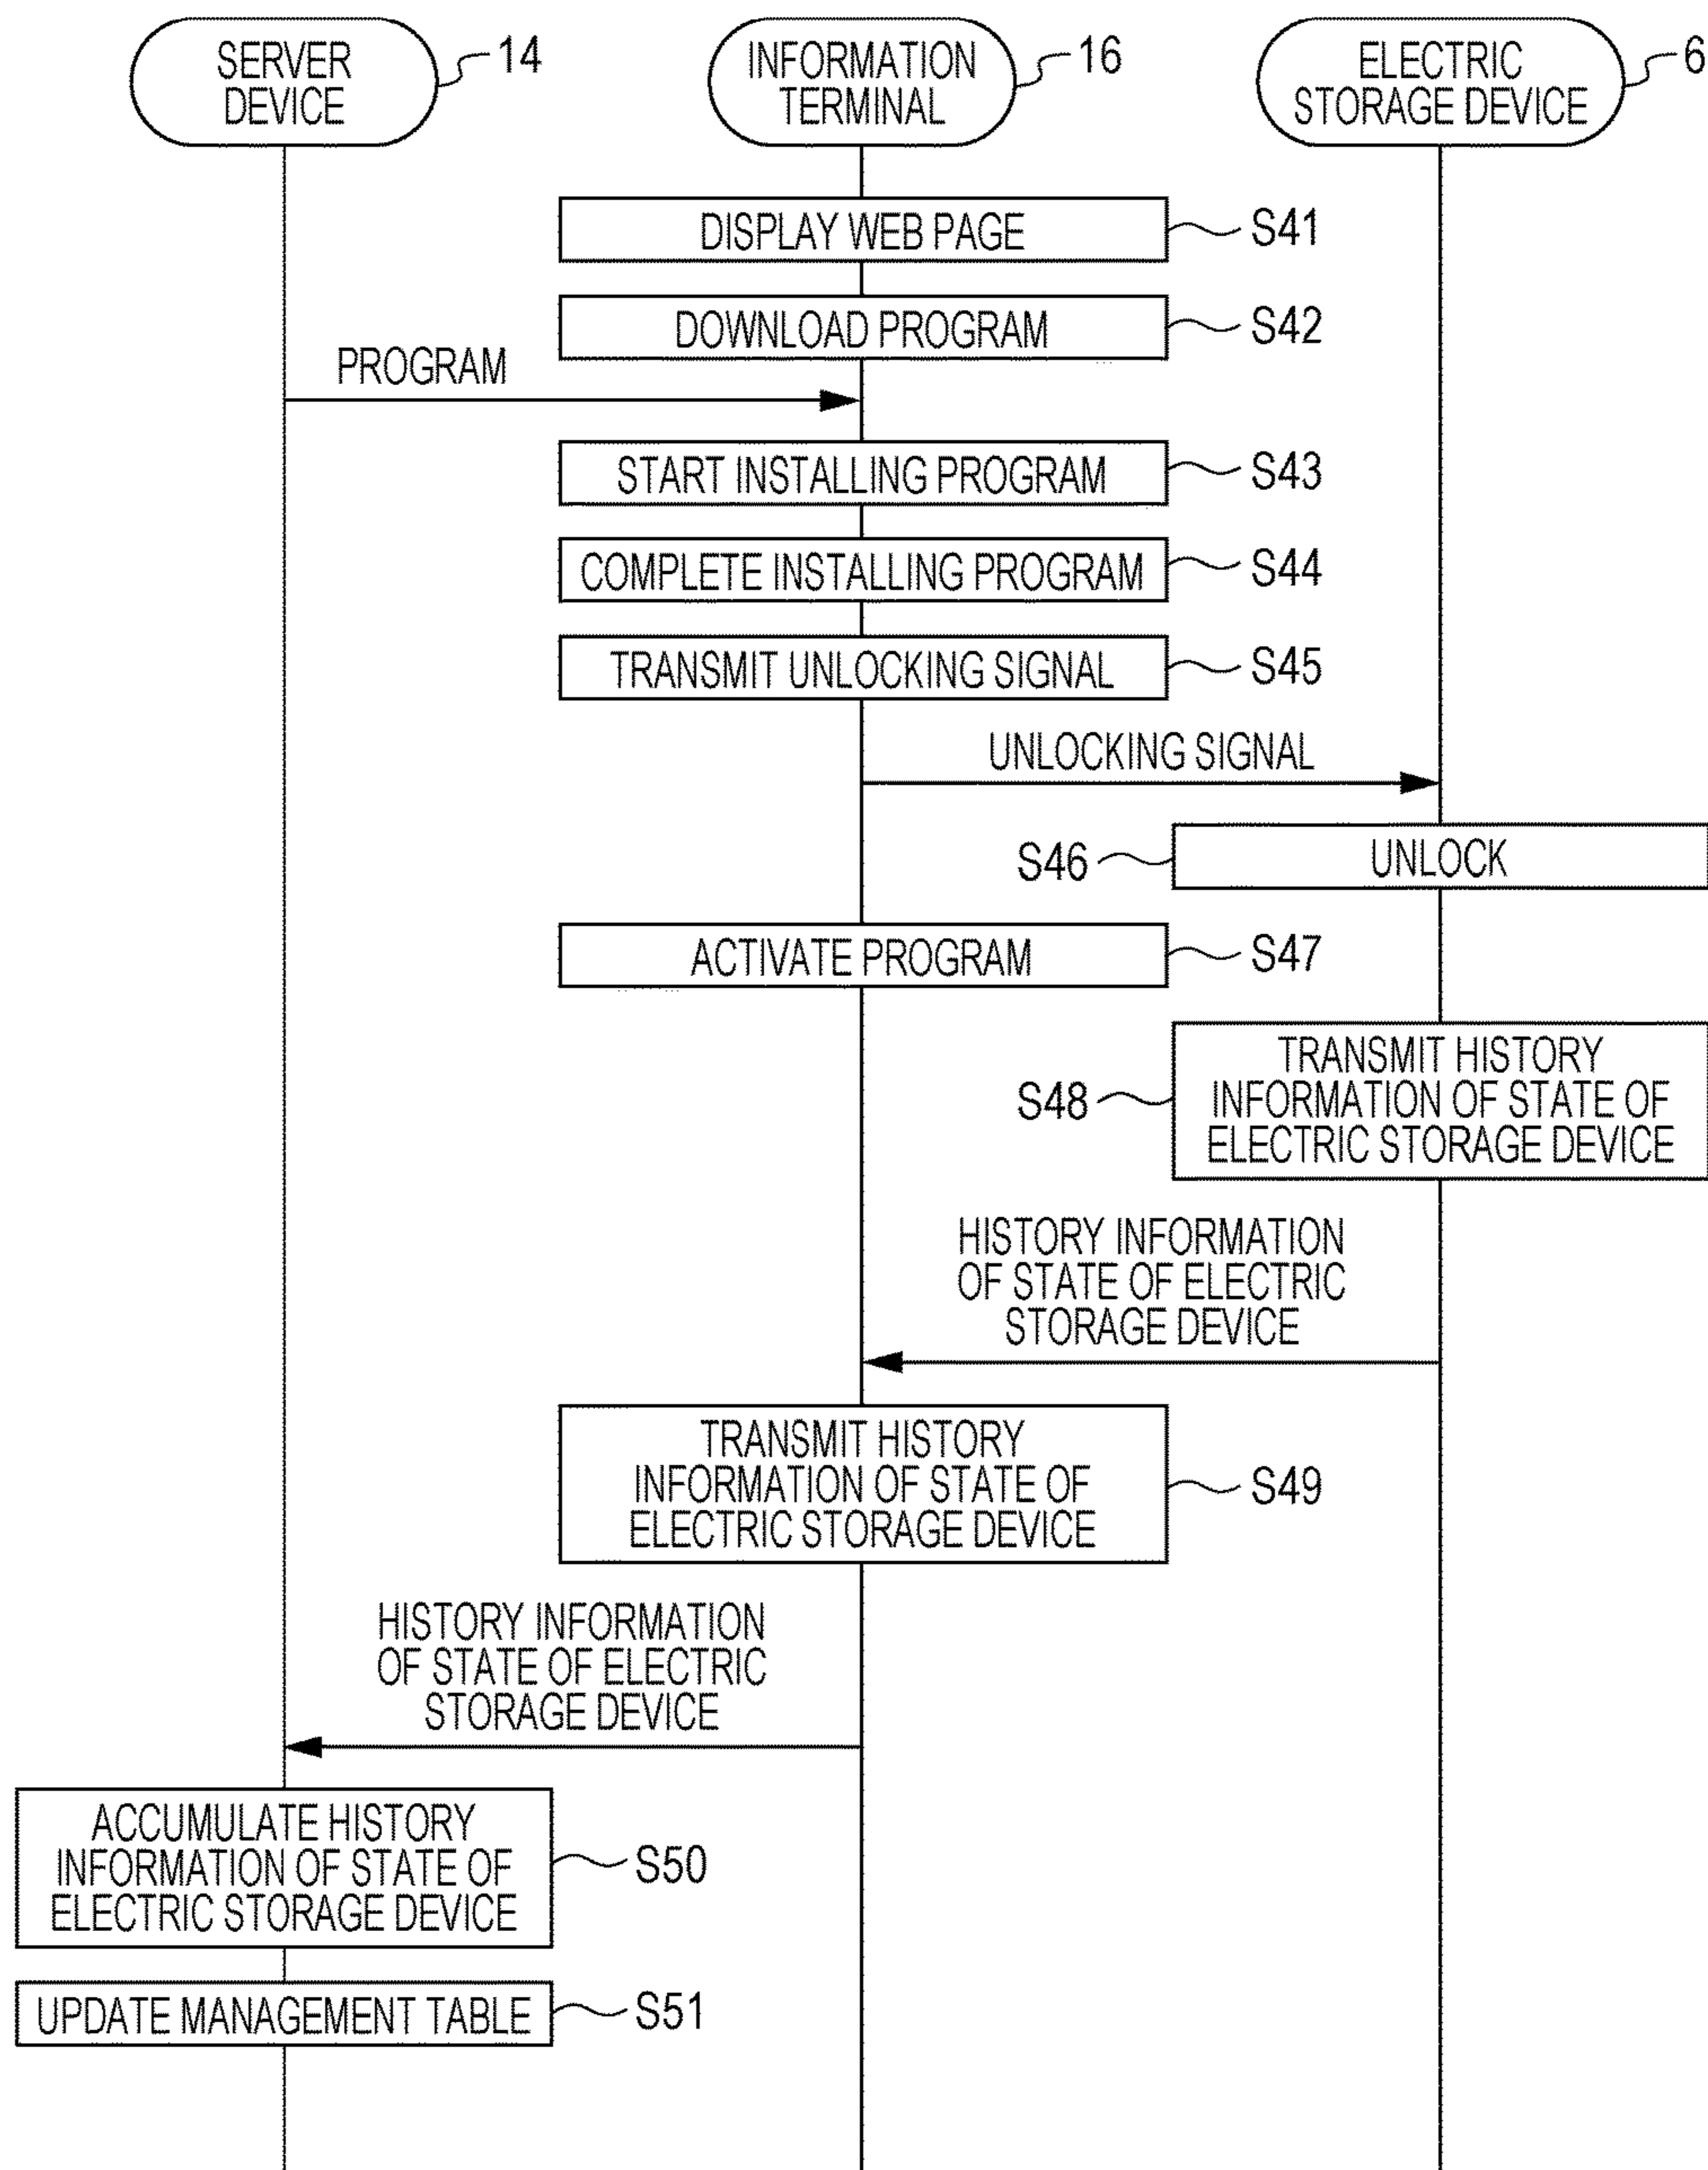 SERVER
DEVICE
14
INFORMATION
TERMINAL
16
ELECTRIC
STORAGE DEVICE
6
DISPLAY WEB PAGE
S41
DOWNLOAD PROGRAM
S42
PROGRAM
START INSTALLING PROGRAM
S43
COMPLETE INSTALLING PROGRAM
S44
TRANSMIT UNLOCKING SIGNAL
S45
UNLOCKING SIGNAL
S46
UNLOCK
ACTIVATE PROGRAM
S47
S48
TRANSMIT HISTORY
INFORMATION OF STATE OF
ELECTRIC STORAGE DEVICE
HISTORY INFORMATION
OF STATE OF ELECTRIC
STORAGE DEVICE
TRANSMIT HISTORY
INFORMATION OF STATE OF
ELECTRIC STORAGE DEVICE
S49
HISTORY INFORMATION
OF STATE OF ELECTRIC
STORAGE DEVICE
ACCUMULATE HISTORY
INFORMATION OF STATE OF
ELECTRIC STORAGE DEVICE
S50
UPDATE MANAGEMENT TABLE
S51